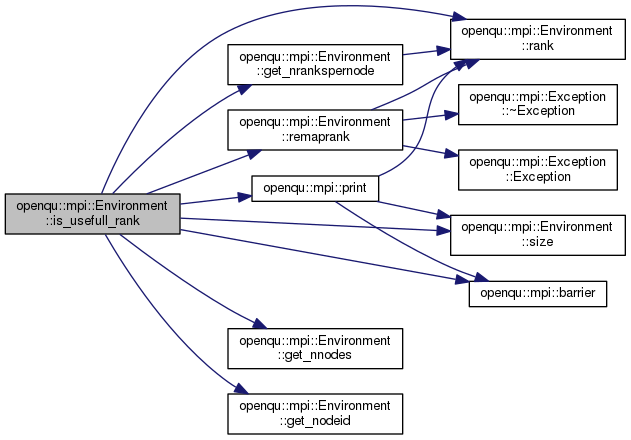 openqu::mpi::Environment
::rank
openqu::mpi::Environment
::get_nrankspernode
openqu::mpi::Exception
::~Exception
openqu::mpi::Environment
::remaprank
openqu::mpi::Exception
::Exception
openqu::mpi::print
openqu::mpi::Environment
::is_usefull_rank
openqu::mpi::Environment
::size
openqu::mpi::barrier
openqu::mpi::Environment
::get_nnodes
openqu::mpi::Environment
::get_nodeid